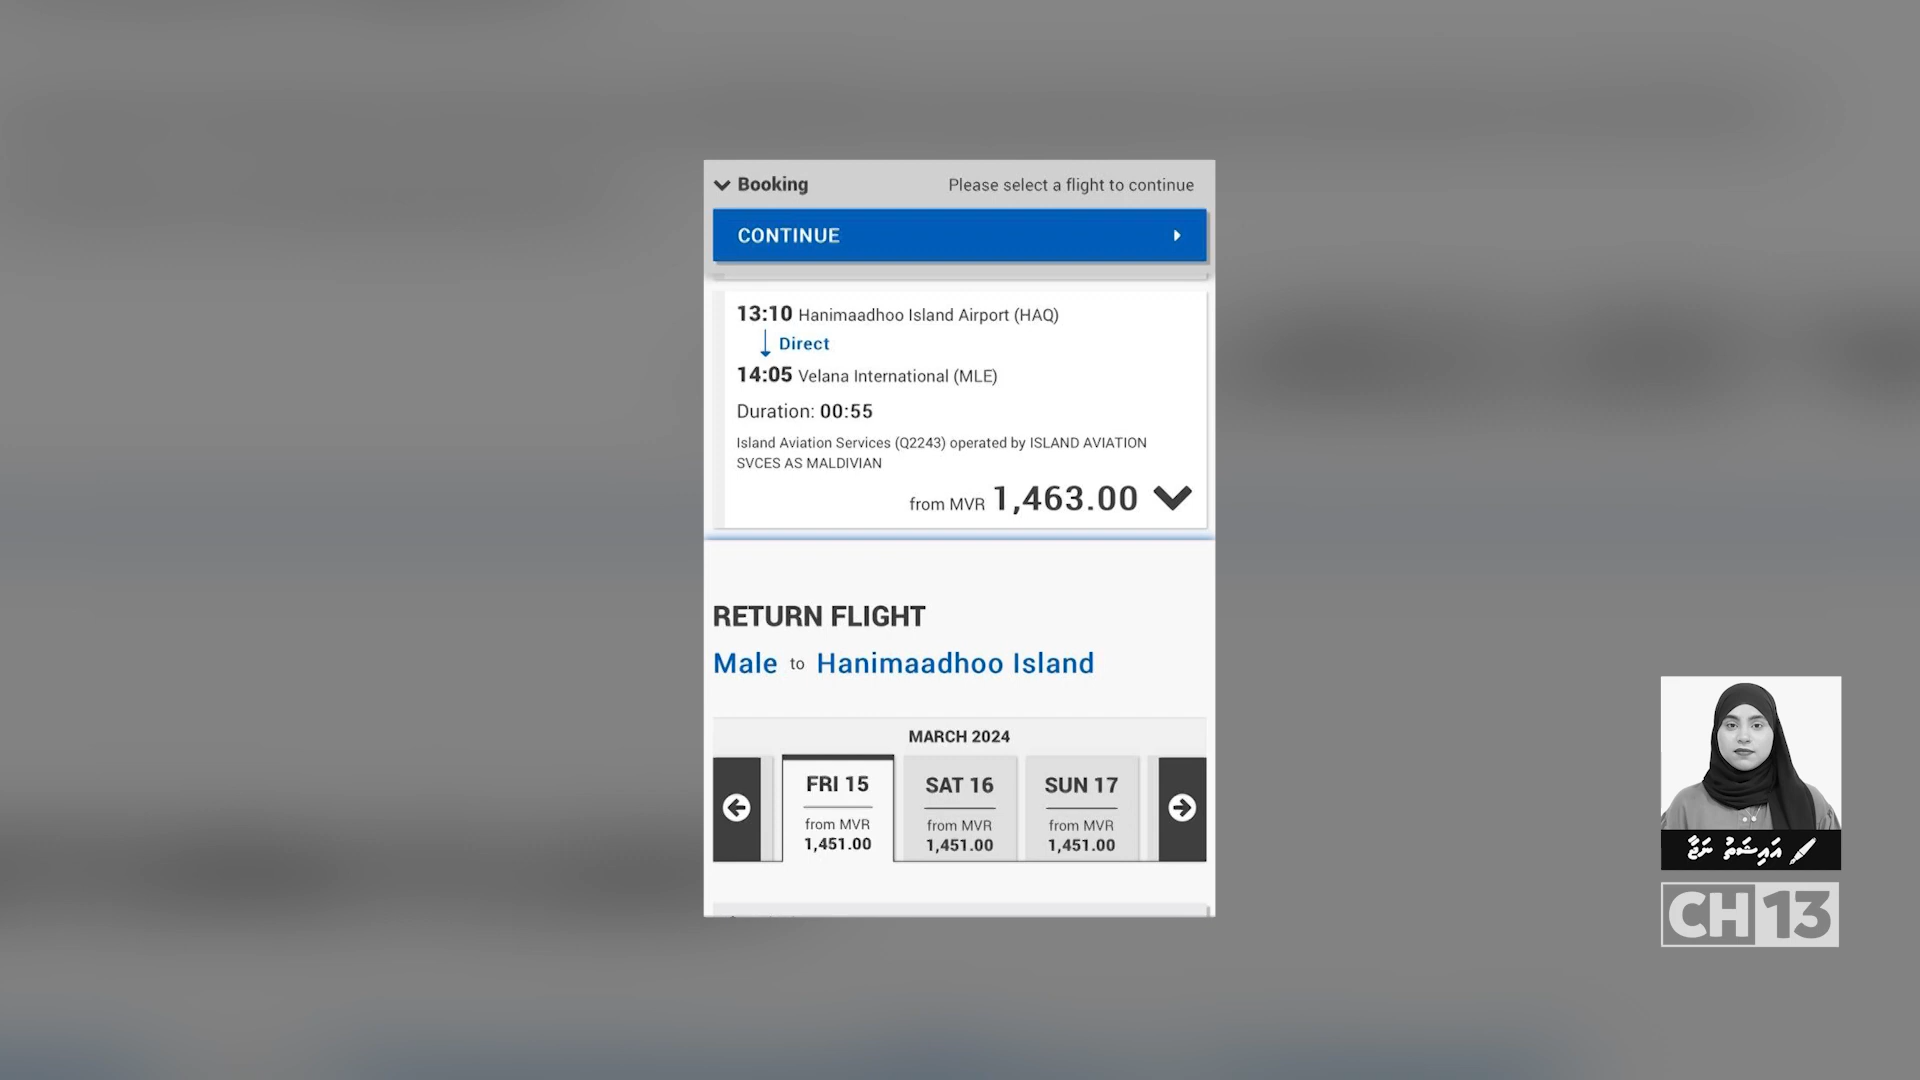 Booking
Please select a flight to continue
CONTINUE
13:10 Hanimaadhoo Island Airport (HAQ)
Direct
14:05 Velana International (MLE)
Duration: 00:55
Island Aviation Services (Q2243) operated by ISLAND AVIATION
SVCES AS MALDIVIAN
from MVR 1,463.00
RETURN FLIGHT
Male to Hanimaadhoo Island
MARCH 2024
FRI 15
from MVR
1,451.00
SAT 16
from MVR
1,451.00
SUN 17
from MVR
1,451.00
އައިޝަތު ނަޖާ
CH 13